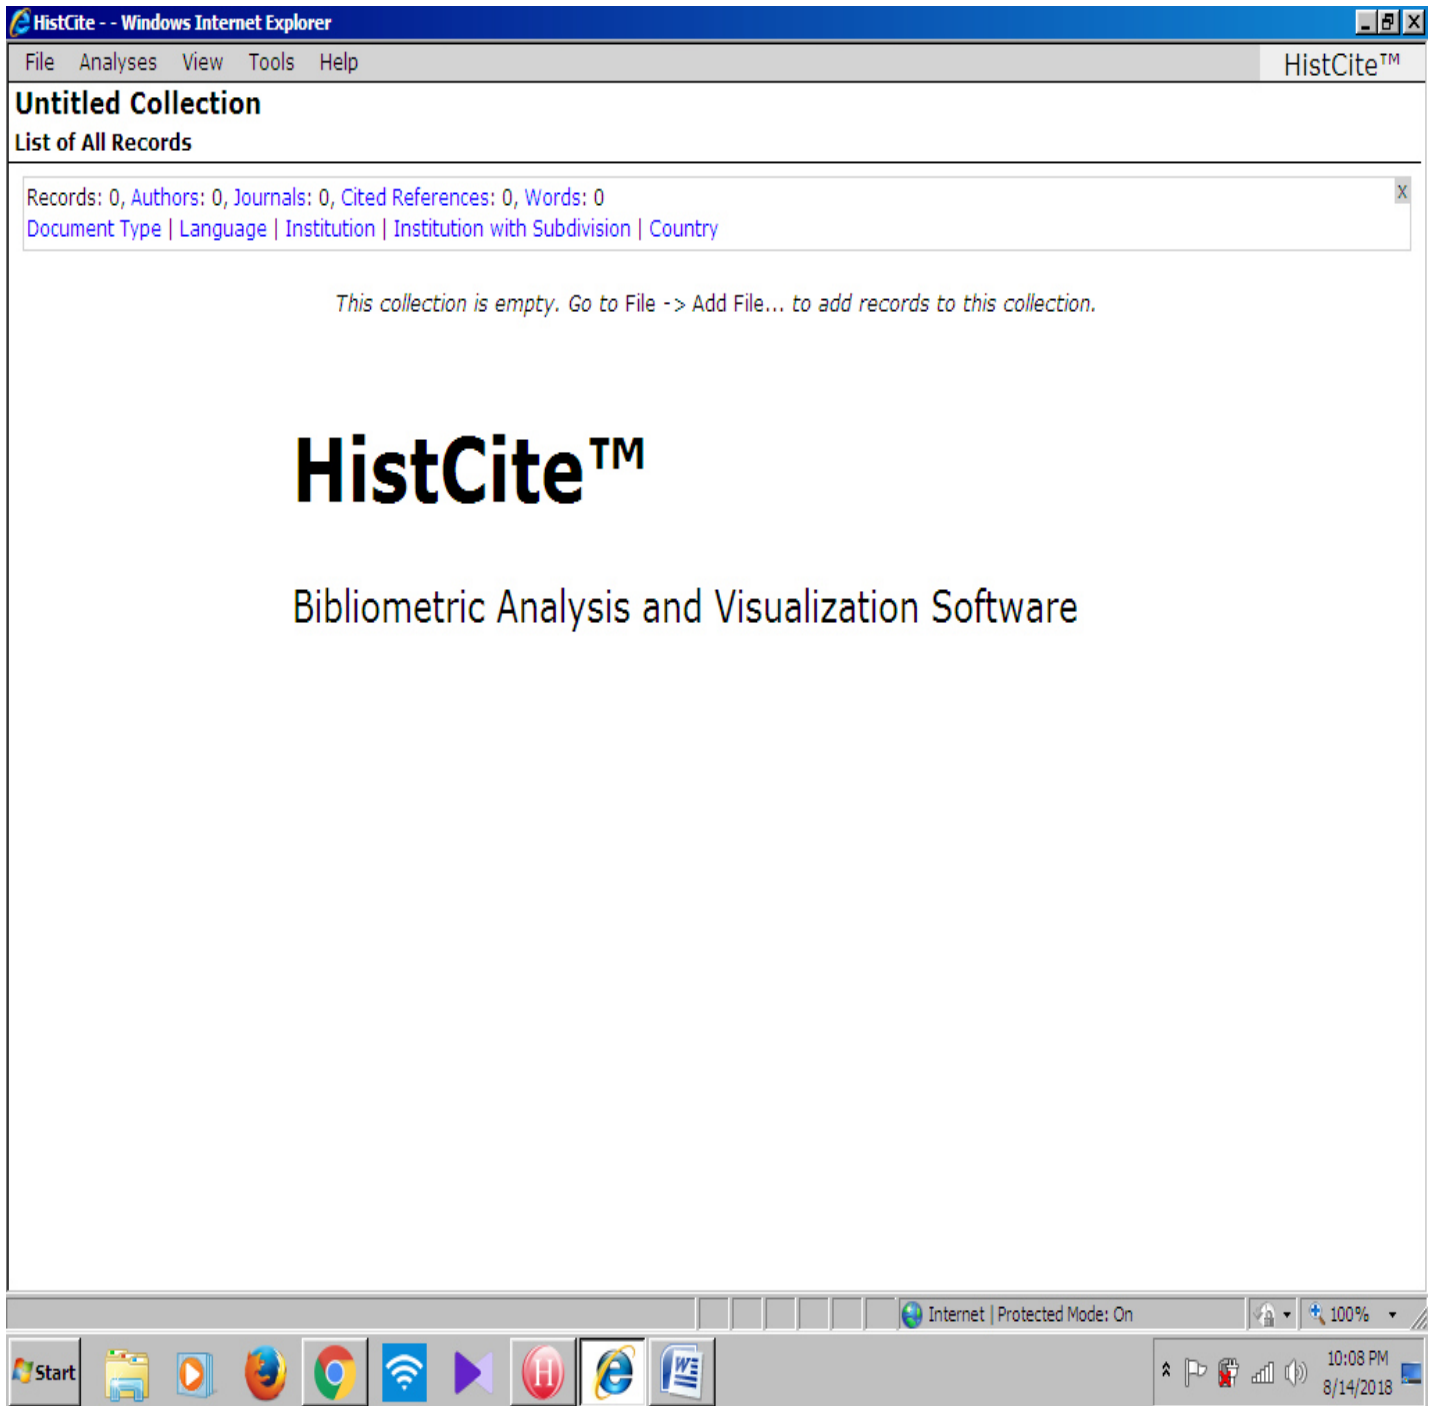 HistCite - - Windows Internet Explorer
File Analyses View Tools Help HistCite™
Untitled Collection
List of All Records
Records: 0, Authors: 0, Journals: 0, Cited References: 0, Words: 0 X
Document Type | Language | Institution | Institution with Subdivision | Country
This collection is empty. Go to File -> Add File... to add records to this collection.
HistCite™
Bibliometric Analysis and Visualization Software
Internet | Protected Mode: On 100%
Start H W 10:08 PM
8/14/2018